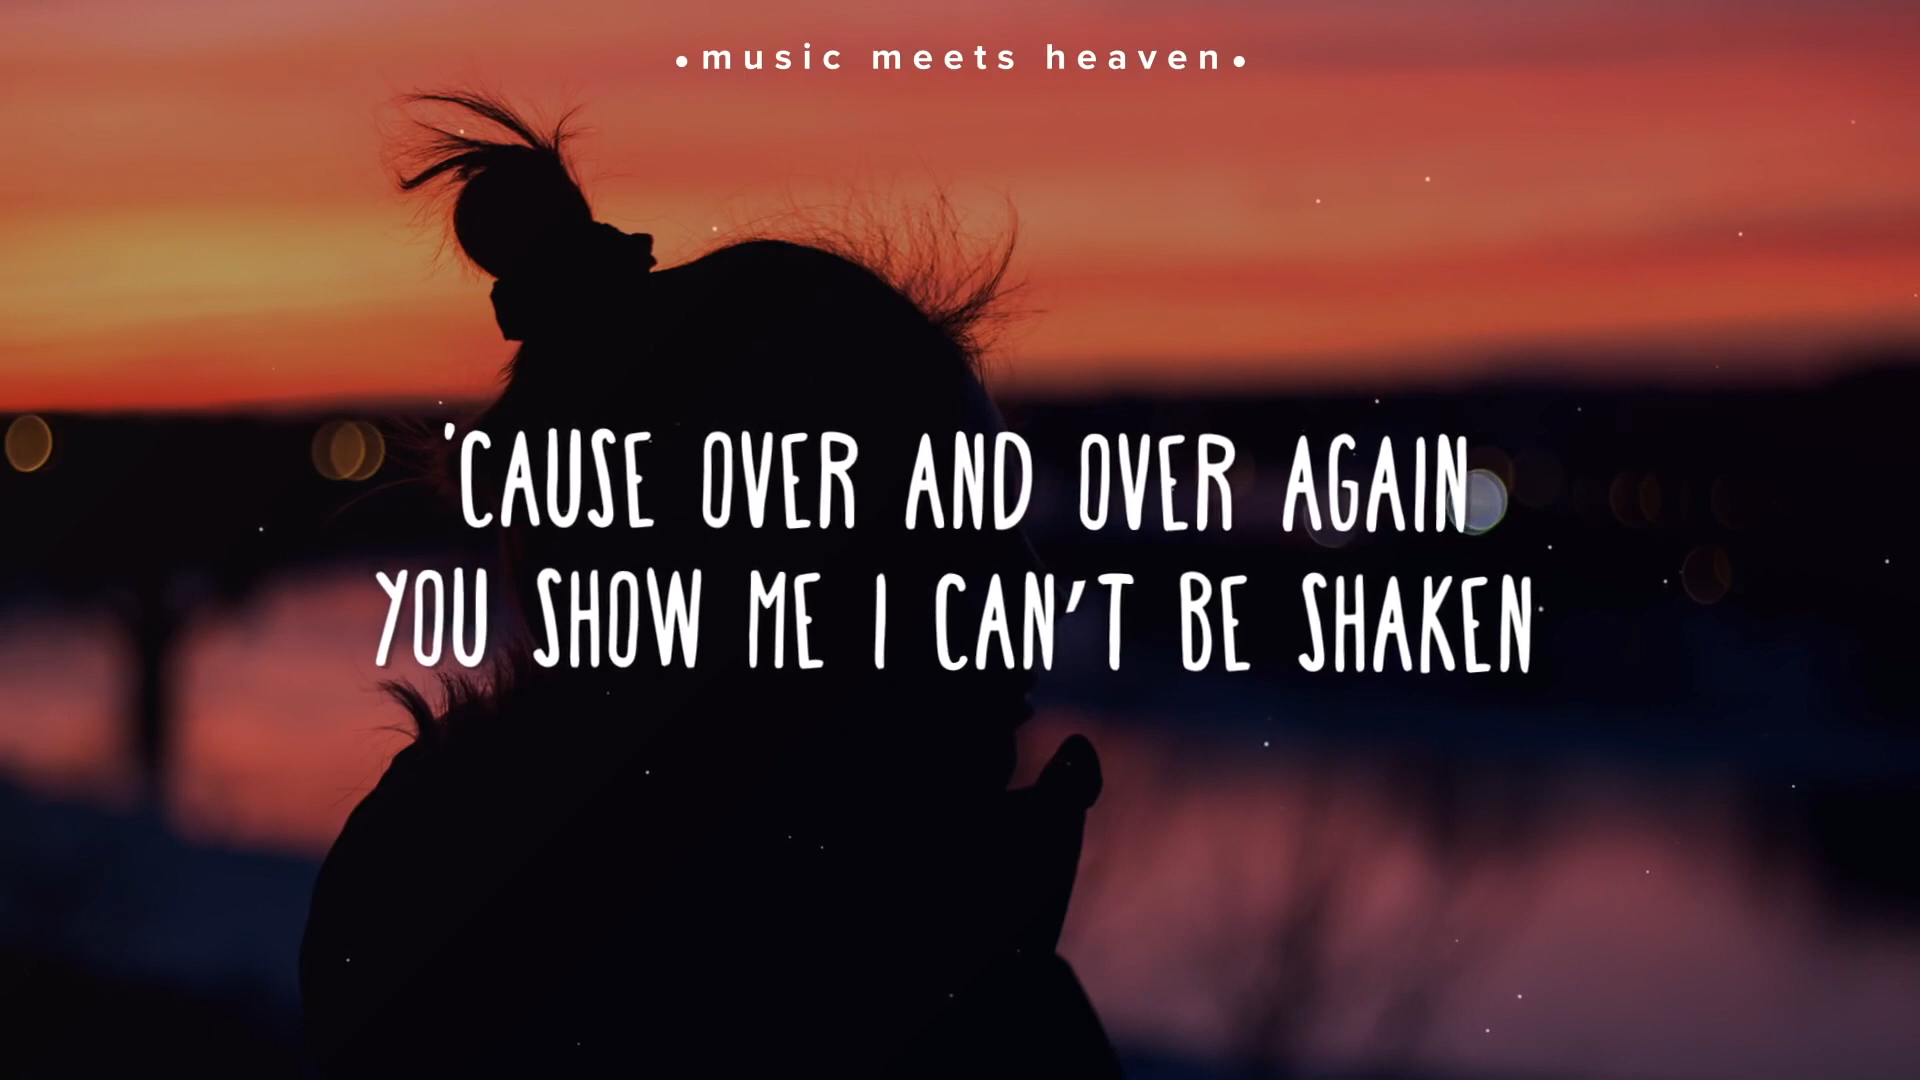 •music meets heaven•
'CAUSE OVER AND OVER AGAIN
YOU SHOW ME I CAN'T BE SHAKEN